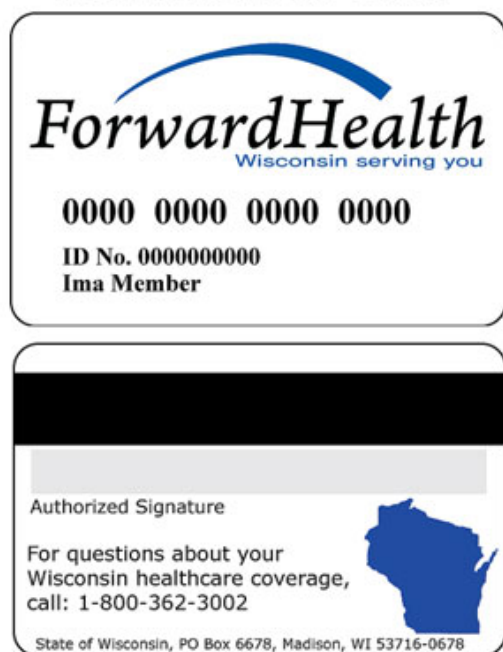 ForwardHealth
Wisconsin serving you
0000 0000 0000 0000
ID No. 0000000000
Ima Member
Authorized Signature
For questions about your
Wisconsin healthcare coverage,
call: 1-800-362-3002
State of Wisconsin, PO Box 6678, Madison, WI 53716-0678